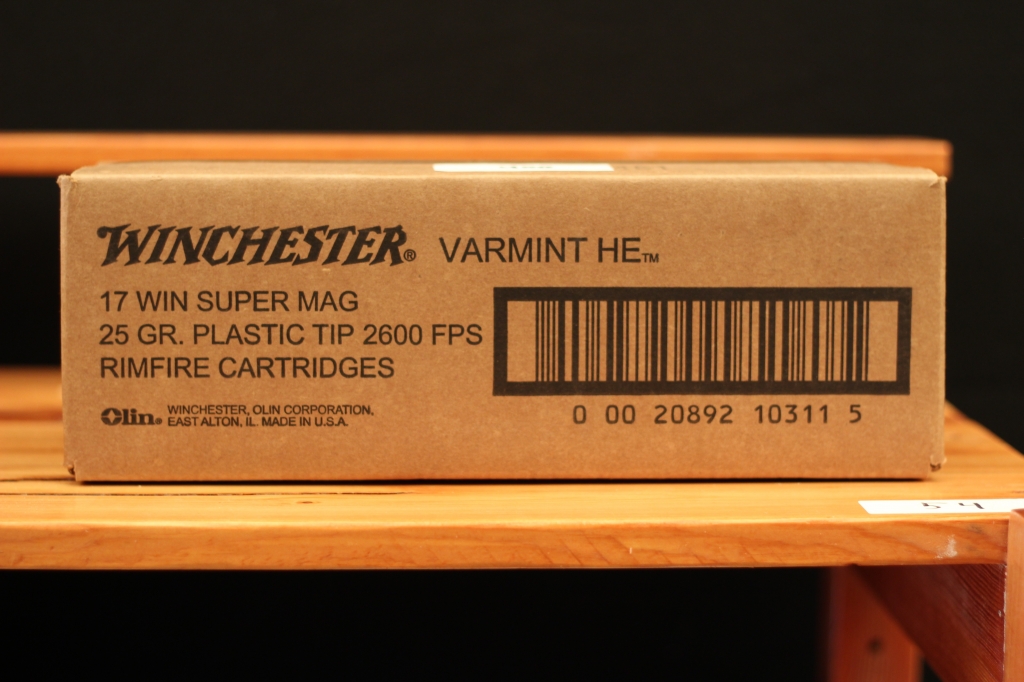 WINCHESTER® VARMINT HE™
17 WIN SUPER MAG
25 GR. PLASTIC TIP 2600 FPS
RIMFIRE CARTRIDGES
Olin® WINCHESTER, OLIN CORPORATION,
EAST ALTON, IL. MADE IN U.S.A.
0 00 20892 10311 5
54